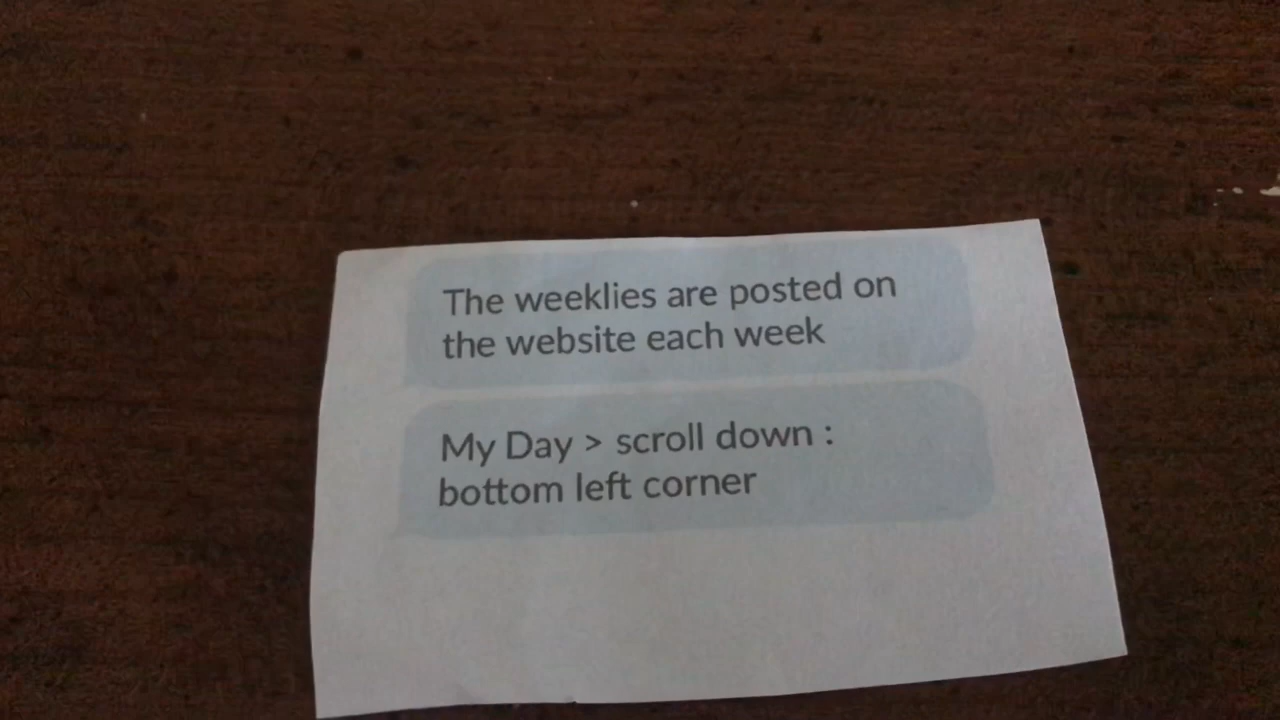 The weeklies are posted on
the website each week
My Day > scroll down :
bottom left corner